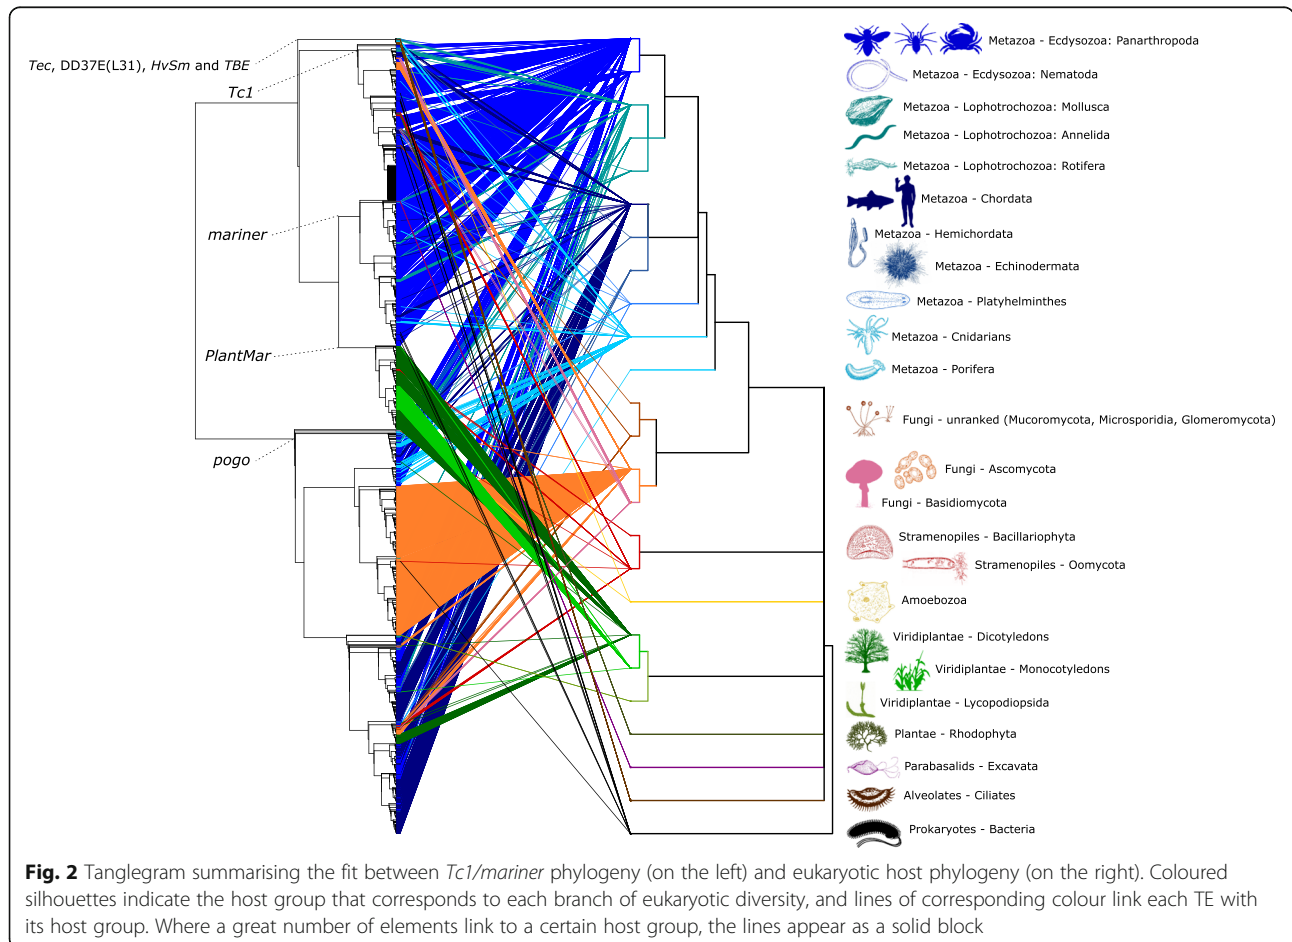 Tec, DD37E(L31), HvSm and TBE
Tc1
mariner
PlantMar
pogo
Metazoa - Ecdysozoa: Panarthropoda
Metazoa - Ecdysozoa: Nematoda
Metazoa - Lophotrochozoa: Mollusca
Metazoa - Lophotrochozoa: Annelida
Metazoa - Lophotrochozoa: Rotifera
Metazoa - Chordata
Metazoa - Hemichordata
Metazoa - Echinodermata
Metazoa - Platyhelminthes
Metazoa - Cnidarians
Metazoa - Porifera
Fungi - unranked (Mucoromycota, Microsporidia, Glomeromycota)
Fungi - Ascomycota
Fungi - Basidiomycota
Stramenopiles - Bacillariophyta
Stramenopiles - Oomycota
Amoebozoa
Viridiplantae - Dicotyledons
Viridiplantae - Monocotyledons
Viridiplantae - Lycopodiopsida
Plantae - Rhodophyta
Parabasalids - Excavata
Alveolates - Ciliates
Prokaryotes - Bacteria
Fig. 2 Tanglegram summarising the fit between Tc1/mariner phylogeny (on the left) and eukaryotic host phylogeny (on the right). Coloured
silhouettes indicate the host group that corresponds to each branch of eukaryotic diversity, and lines of corresponding colour link each TE with
its host group. Where a great number of elements link to a certain host group, the lines appear as a solid block